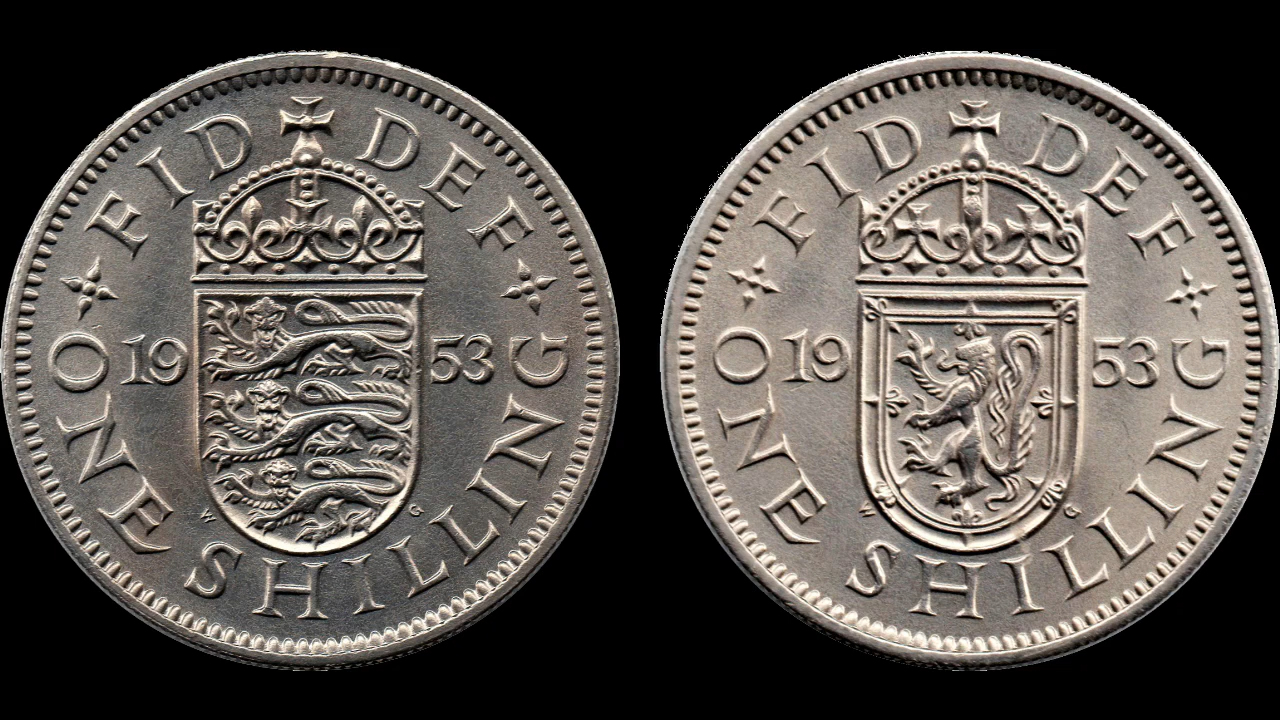 FID DEF
19 53
ONE SHILLING
W G
FID DEF
19 53
ONE SHILLING
W G